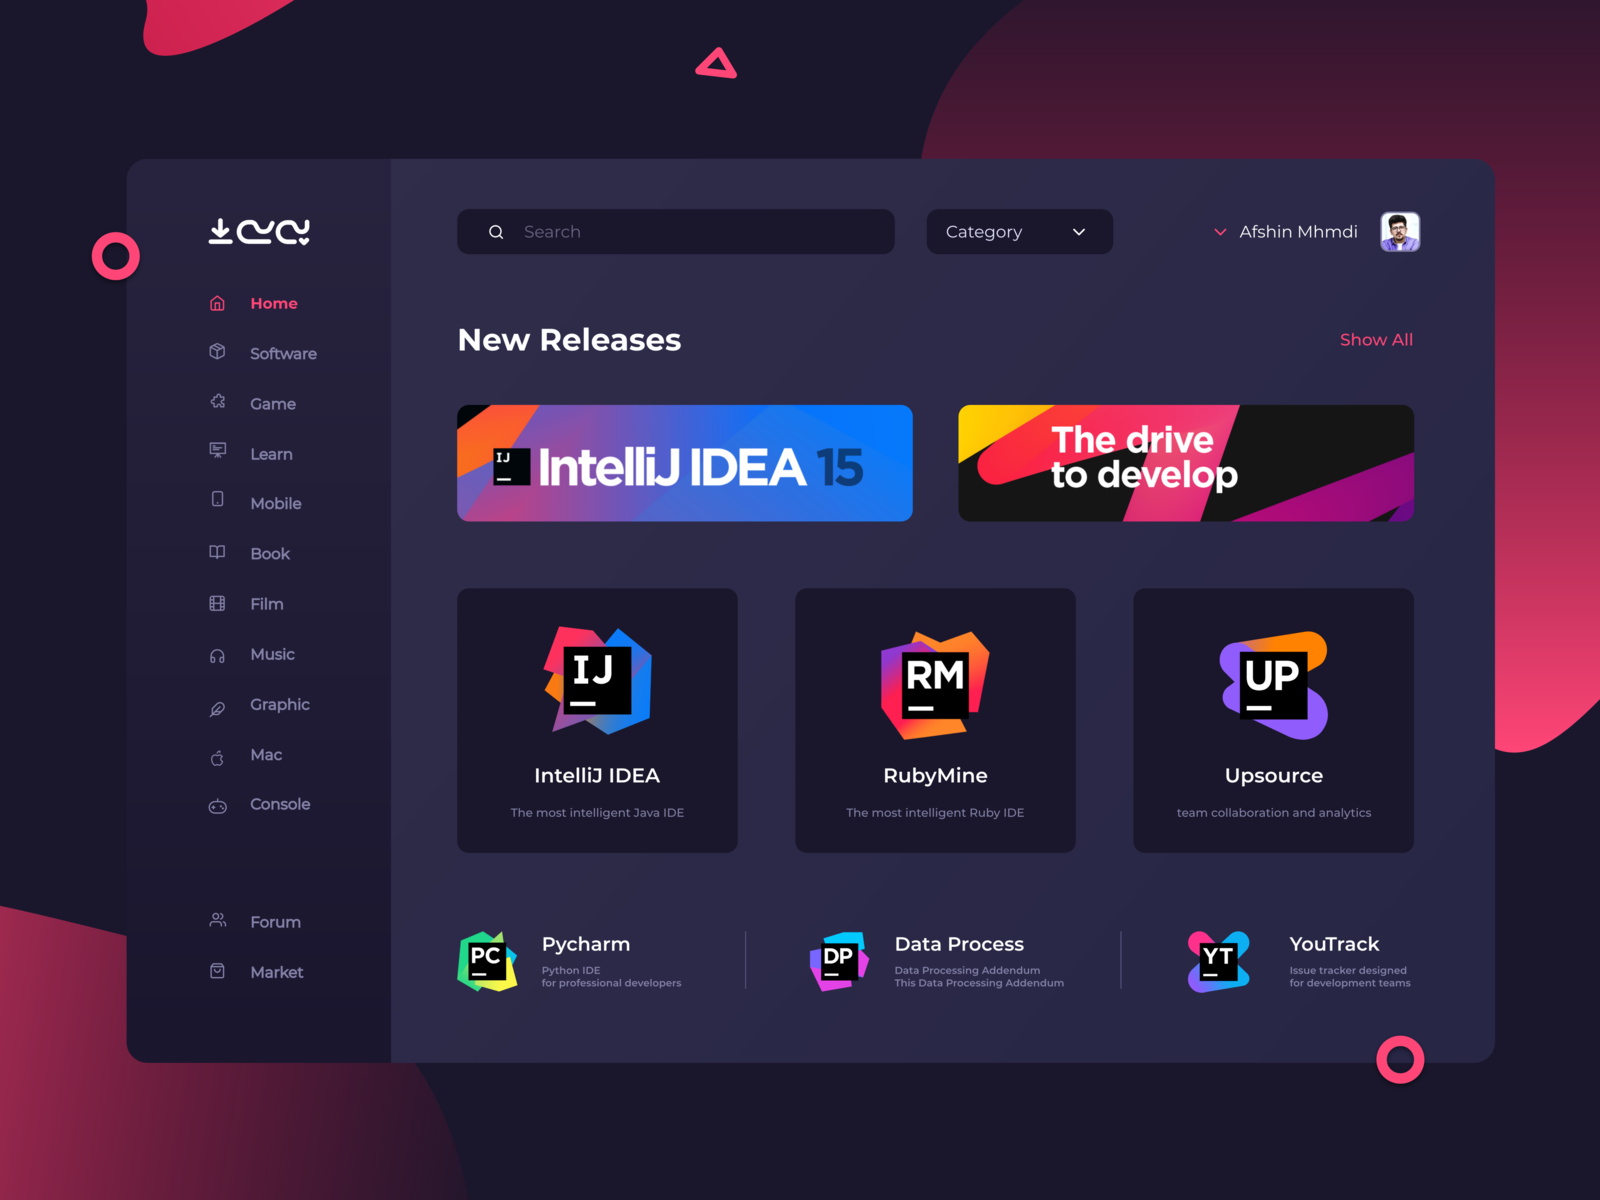 Search
Category
Afshin Mhmdi
Home
Software
Game
Learn
Mobile
Book
Film
Music
Graphic
Mac
Console
Forum
Market
New Releases
Show All
IJ
IntelliJ IDEA 15
The drive
to develop
IJ
IntelliJ IDEA
The most intelligent Java IDE
RM
RubyMine
The most intelligent Ruby IDE
UP
Upsource
team collaboration and analytics
PC
Pycharm
Python IDE
for professional developers
DP
Data Process
Data Processing Addendum
This Data Processing Addendum
YT
YouTrack
Issue tracker designed
for development teams